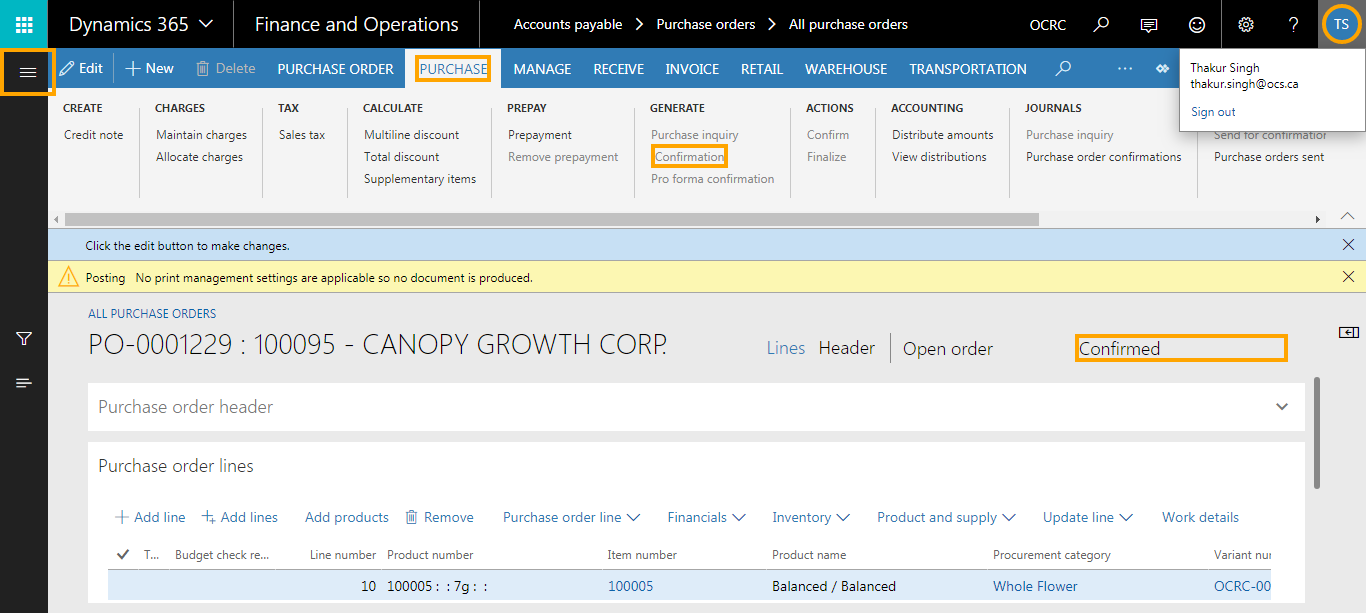 Dynamics 365 Finance and Operations Accounts payable Purchase orders All purchase orders OCRC ? TS
Edit New Delete PURCHASE ORDER PURCHASE MANAGE RECEIVE INVOICE RETAIL WAREHOUSE TRANSPORTATION ...
Thakur Singh
thakur.singh@ocs.ca
Sign out
CREATE
Credit note
CHARGES
Maintain charges
Allocate charges
TAX
Sales tax
CALCULATE
Multiline discount
Total discount
Supplementary items
PREPAY
Prepayment
Remove prepayment
GENERATE
Purchase inquiry
Confirmation
Pro forma confirmation
ACTIONS
Confirm
Finalize
ACCOUNTING
Distribute amounts
View distributions
JOURNALS
Purchase inquiry
Purchase order confirmations
Send for confirmation
Purchase orders sent
Click the edit button to make changes.
Posting No print management settings are applicable so no document is produced.
ALL PURCHASE ORDERS
PO-0001229 : 100095 - CANOPY GROWTH CORP.
Lines Header Open order Confirmed
Purchase order header
Purchase order lines
Add line Add lines Add products Remove Purchase order line Financials Inventory Product and supply Update line Work details
T... Budget check re... Line number Product number Item number Product name Procurement category Variant nu
10 100005 : : 7g : : 100005 Balanced / Balanced Whole Flower OCRC-00